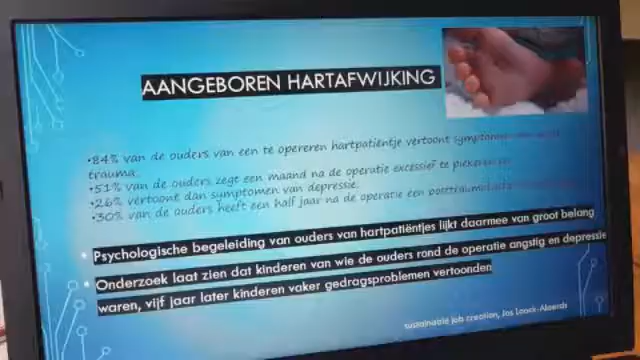 AANGEBOREN HARTAFWIJKING
•84% van de ouders van een te opereren hartpatiëntje vertoont
trauma.
•51% van de ouders zegt een maand na de operatie excessief te
•26% vertoont dan symptomen van depressie.
•30% van de ouders heeft een half jaar na de operatie een
• Psychologische begeleiding van ouders van hartpatiëntjes lijkt daarmee van groot belang
• Onderzoek laat zien dat kinderen van wie de ouders rond de operatie angstig en depressie
waren, vijf jaar later kinderen vaker gedragsproblemen vertoonden
sustainable job creation, Jos